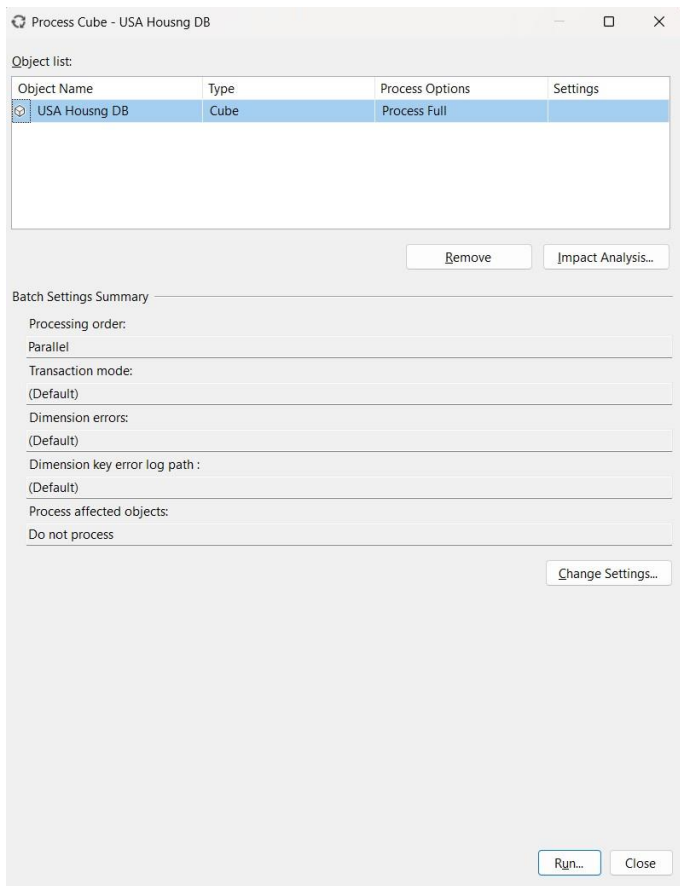 Process Cube - USA Housng DB
Object list:
Object Name Type Process Options Settings
USA Housng DB Cube Process Full
Remove Impact Analysis...
Batch Settings Summary
Processing order:
Parallel
Transaction mode:
(Default)
Dimension errors:
(Default)
Dimension key error log path :
(Default)
Process affected objects:
Do not process
Change Settings...
Run... Close